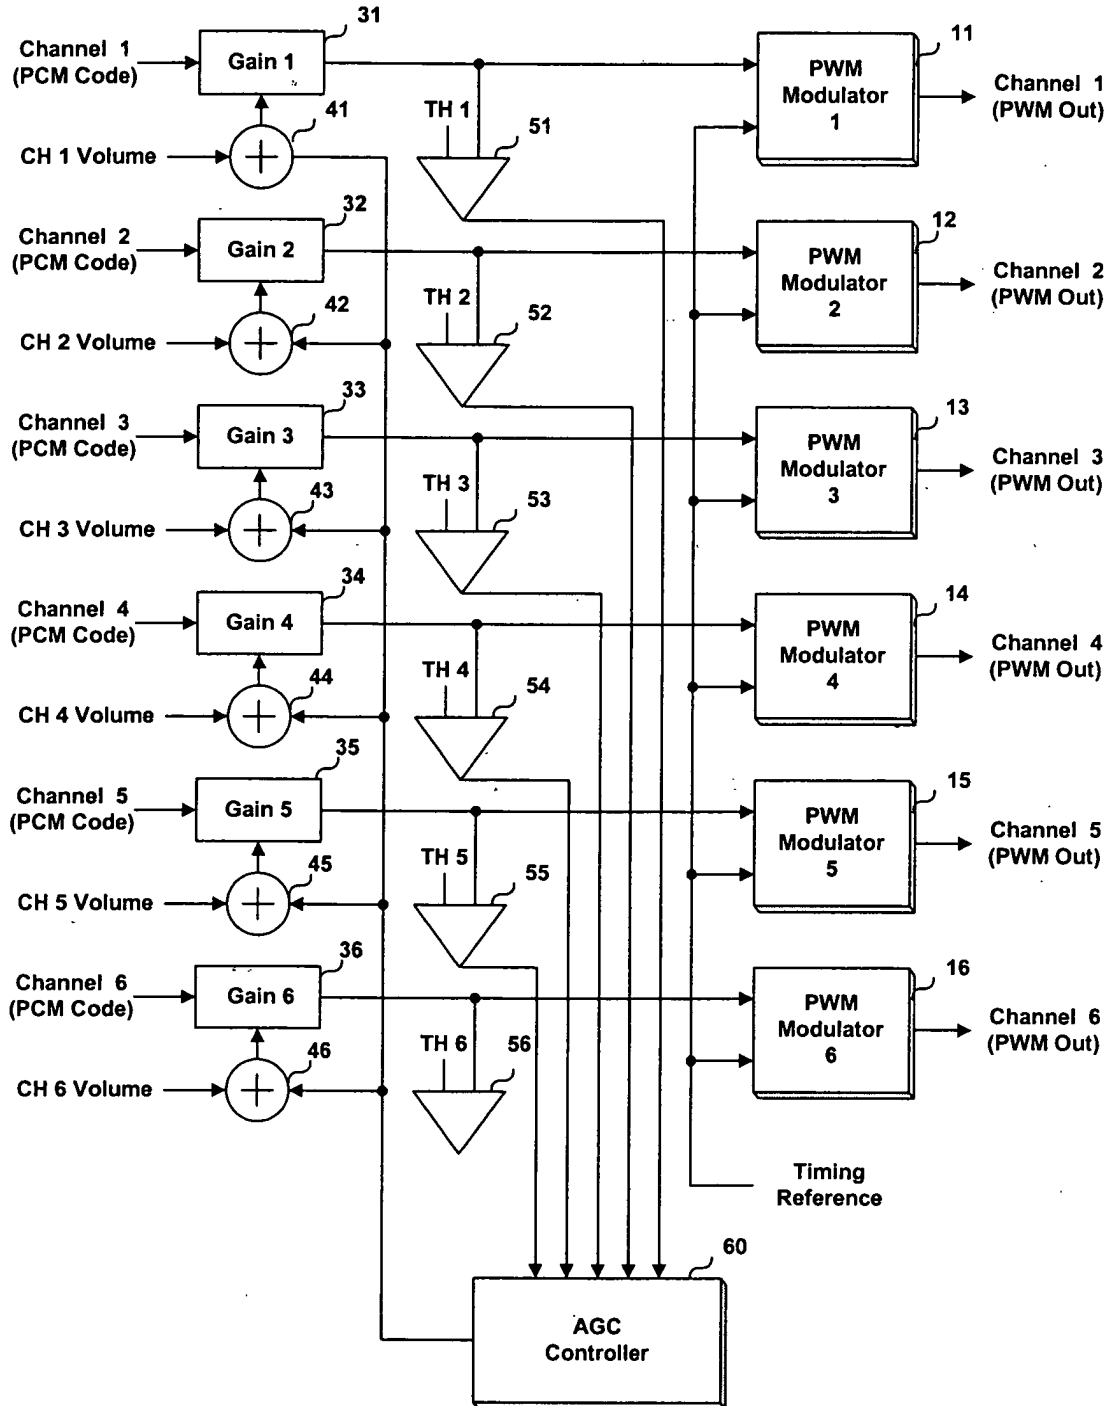 31
Channel 1
(PCM Code)
Gain 1
11
PWM
Modulator
1
Channel 1
(PWM Out)
TH 1
41
51
CH 1 Volume
32
Channel 2
(PCM Code)
Gain 2
12
PWM
Modulator
2
Channel 2
(PWM Out)
TH 2
42
52
CH 2 Volume
33
Channel 3
(PCM Code)
Gain 3
13
PWM
Modulator
3
Channel 3
(PWM Out)
TH 3
43
53
CH 3 Volume
34
Channel 4
(PCM Code)
Gain 4
14
PWM
Modulator
4
Channel 4
(PWM Out)
TH 4
44
54
CH 4 Volume
35
Channel 5
(PCM Code)
Gain 5
15
PWM
Modulator
5
Channel 5
(PWM Out)
TH 5
45
55
CH 5 Volume
36
Channel 6
(PCM Code)
Gain 6
16
PWM
Modulator
6
Channel 6
(PWM Out)
TH 6
46
56
CH 6 Volume
Timing
Reference
60
AGC
Controller